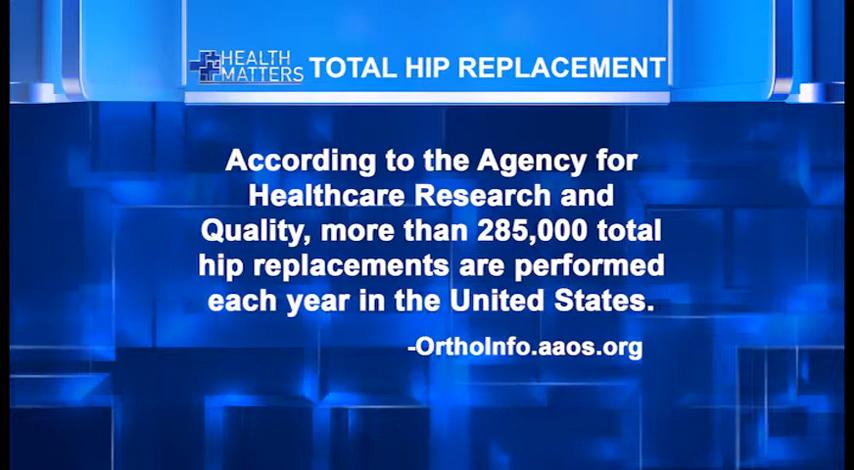 HEALTH
MATTERS
TOTAL HIP REPLACEMENT
According to the Agency for
Healthcare Research and
Quality, more than 285,000 total
hip replacements are performed
each year in the United States.
-OrthoInfo.aaos.org